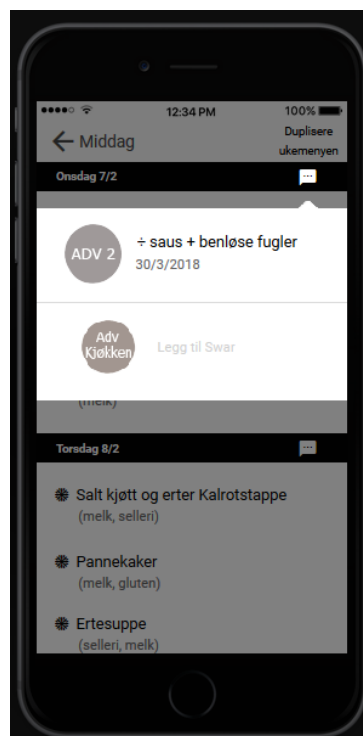 12:34 PM
100%
Middag
Duplisere
ukemenyen
Onsdag 7/2
ADV 2
÷ saus + benløse fugler
30/3/2018
Adv
Kjøkken
Legg til Swar
(melk)
Torsdag 8/2
Salt kjøtt og erter Kalrotstappe
(melk, selleri)
Pannekaker
(melk, gluten)
Ertesuppe
(selleri, melk)